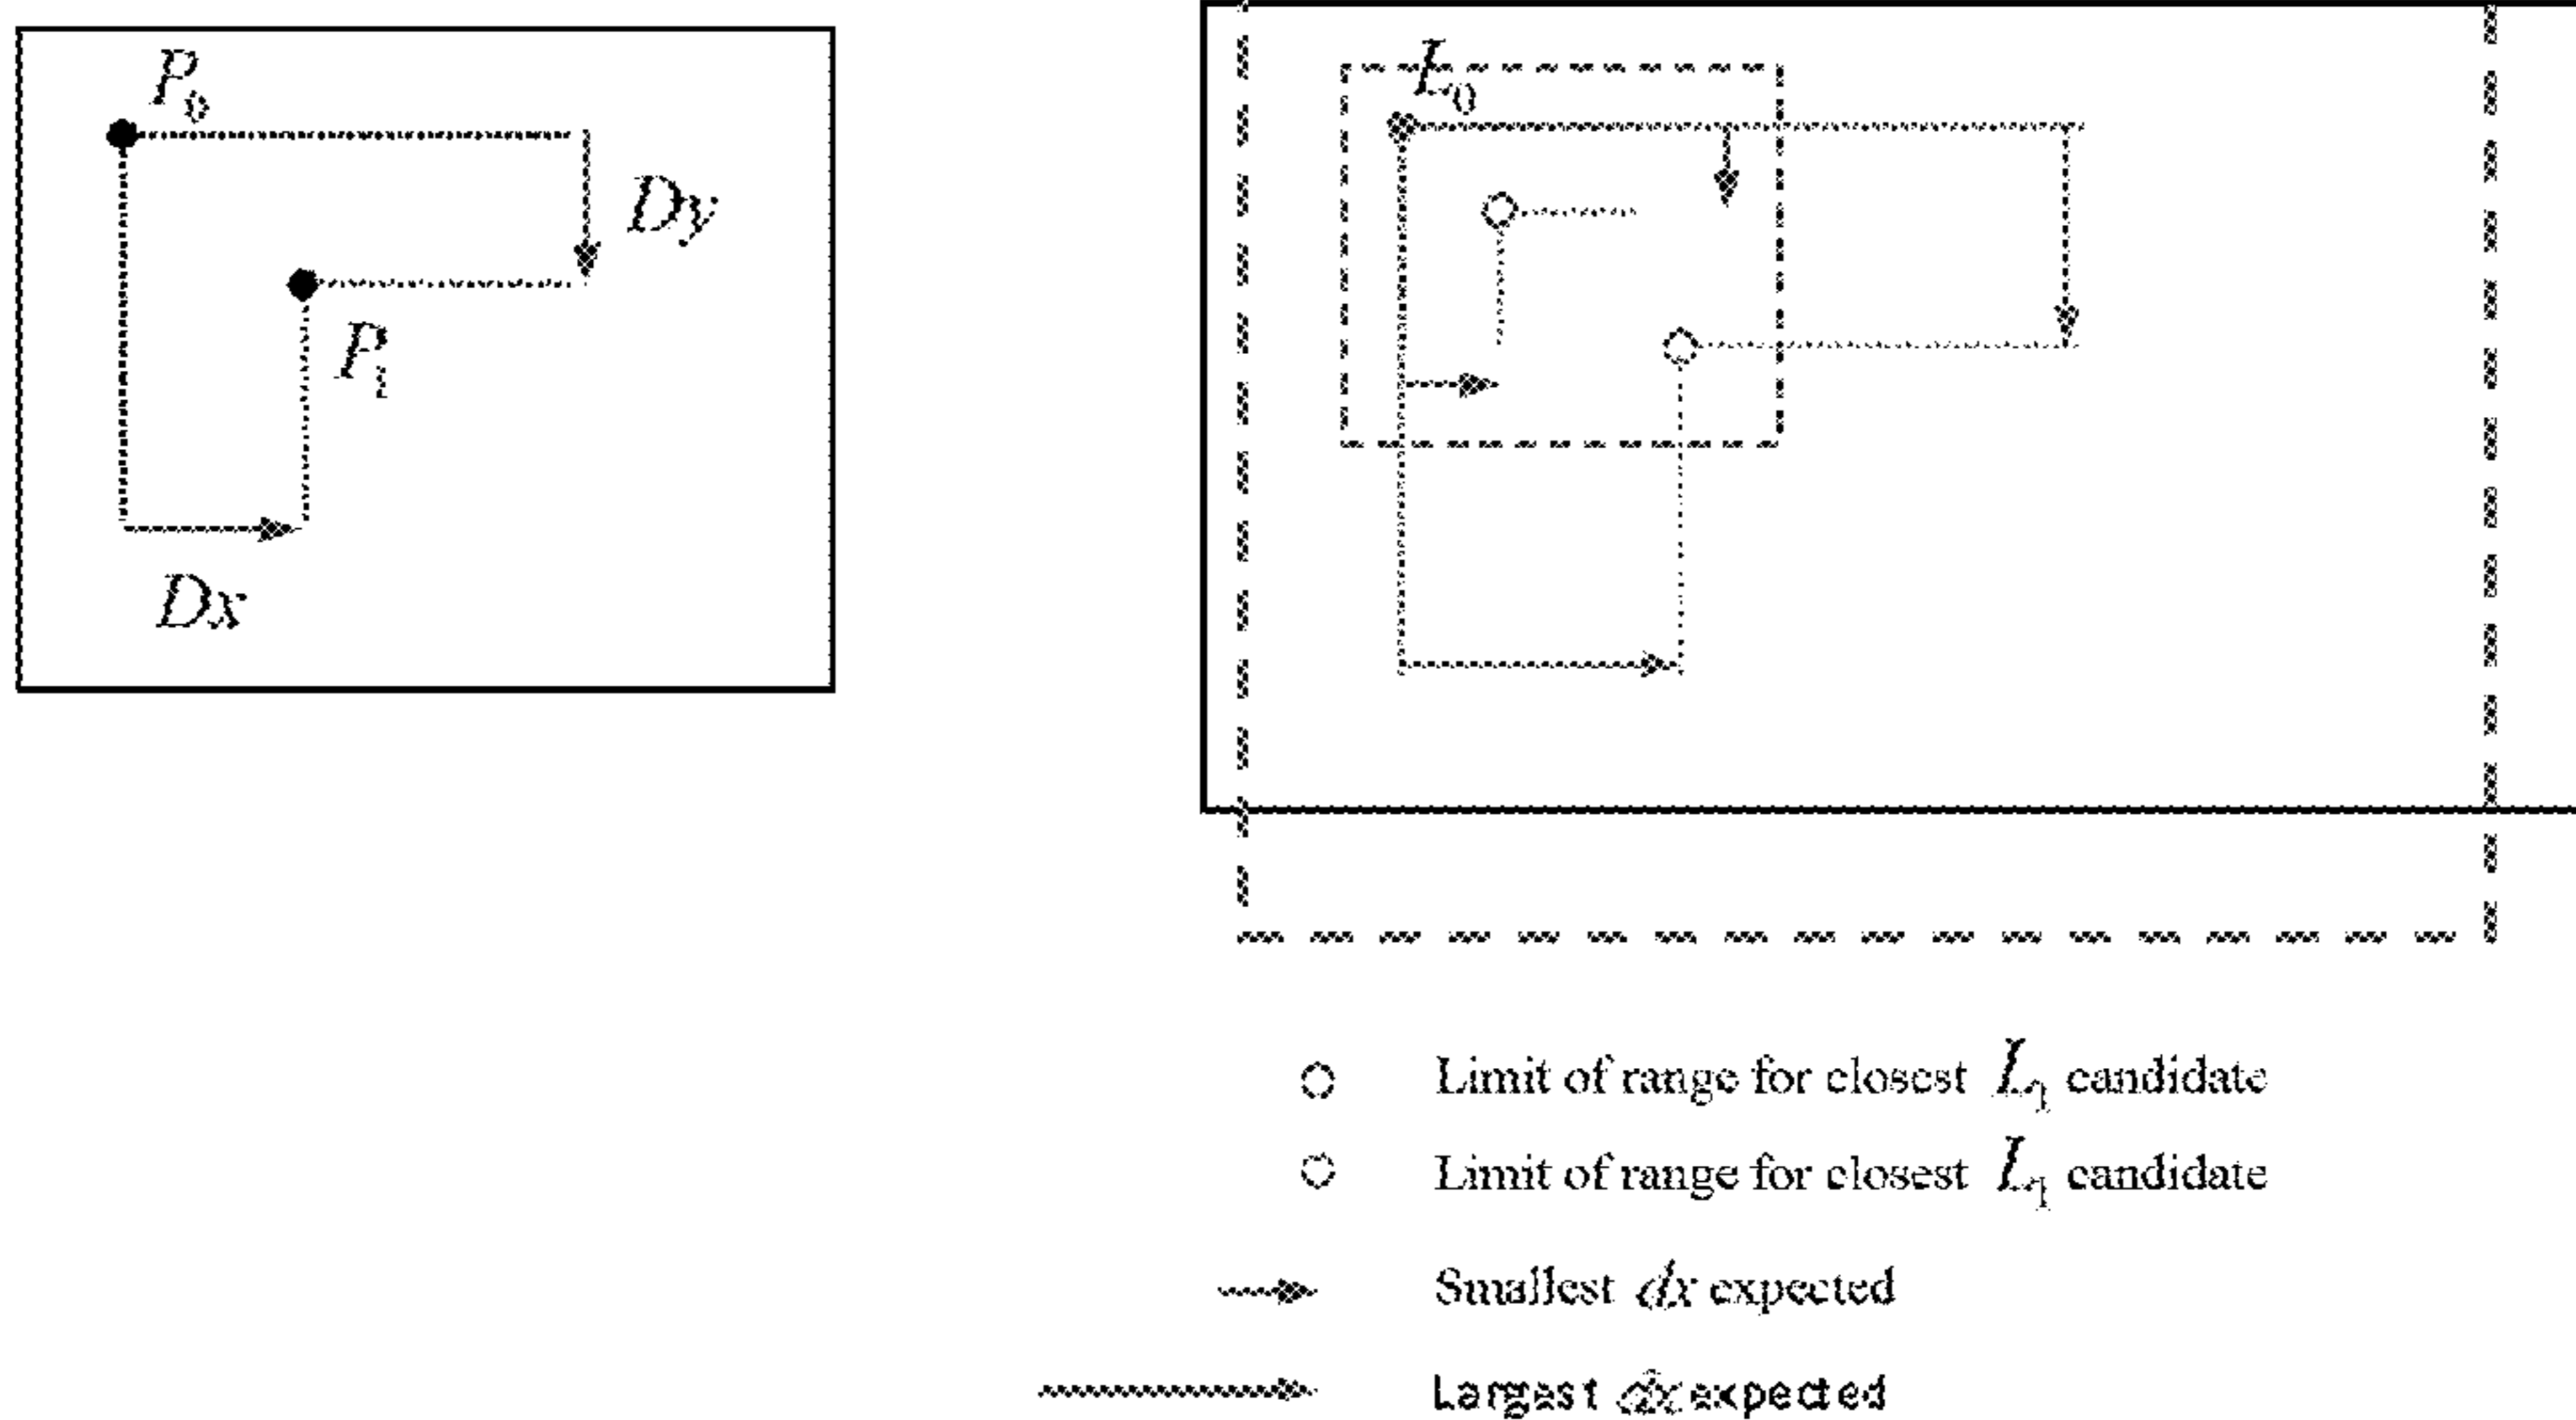 P0
Dy
P1
Dx
L0
Limit of range for closest L1 candidate
Limit of range for closest L1 candidate
Smallest dx expected
Largest dx expected